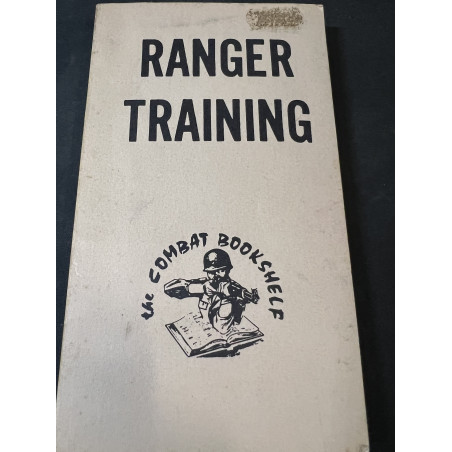 RANGER
TRAINING
the COMBAT BOOKSHELF